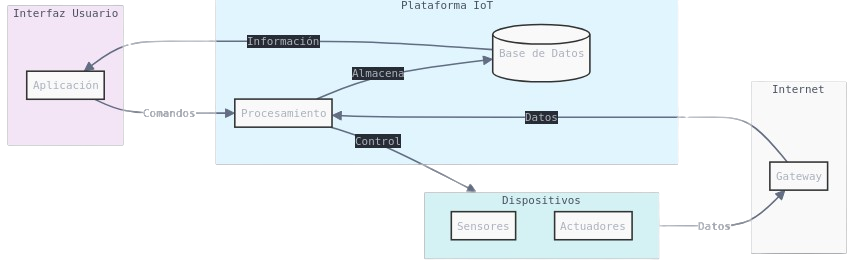 Plataforma IoT
Interfaz Usuario
Información
Base de Datos
Almacena
Aplicación
Internet
Comandos
Procesamiento
Datos
Control
Gateway
Dispositivos
Sensores
Actuadores
Datos